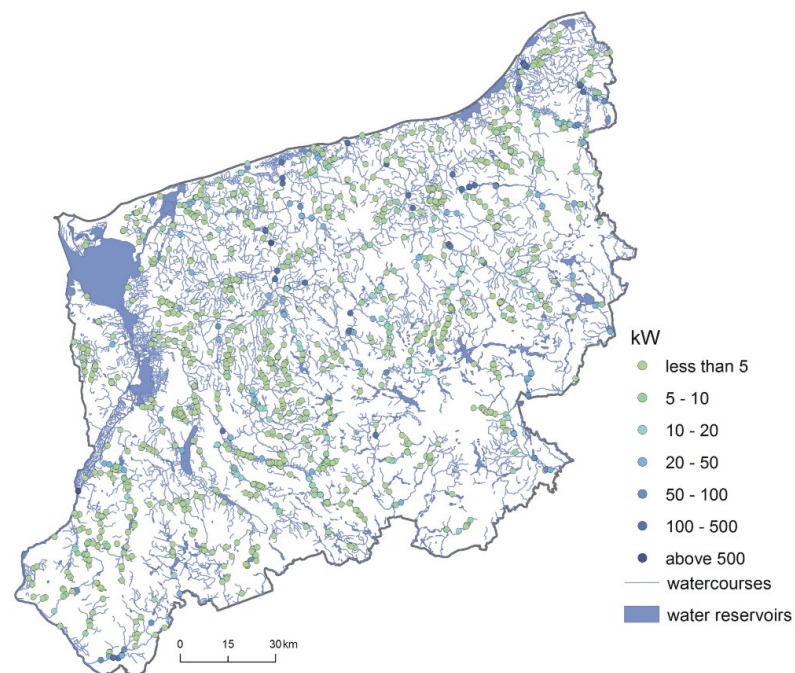 kW
less than 5
5 - 10
10 - 20
20 - 50
50 - 100
100 - 500
above 500
watercourses
water reservoirs
0 15 30 km